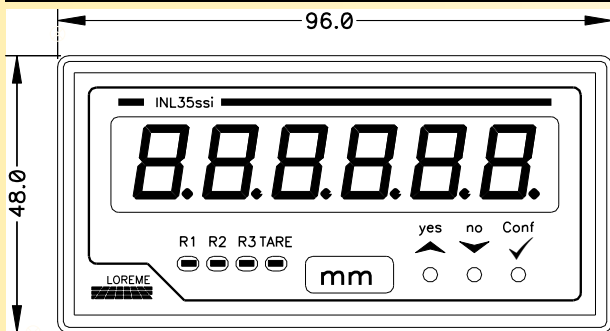 96.0
48.0
INL35ssi
8.8.8.8.8.8.
yes no Conf
R1 R2 R3 TARE
mm
LOREME